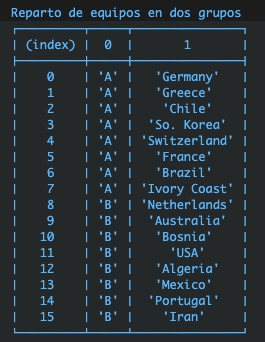 Reparto de equipos en dos grupos
(index) 0 1
0 'A' 'Germany'
1 'A' 'Greece'
2 'A' 'Chile'
3 'A' 'So. Korea'
4 'A' 'Switzerland'
5 'A' 'France'
6 'A' 'Brazil'
7 'A' 'Ivory Coast'
8 'B' 'Netherlands'
9 'B' 'Australia'
10 'B' 'Bosnia'
11 'B' 'USA'
12 'B' 'Algeria'
13 'B' 'Mexico'
14 'B' 'Portugal'
15 'B' 'Iran'